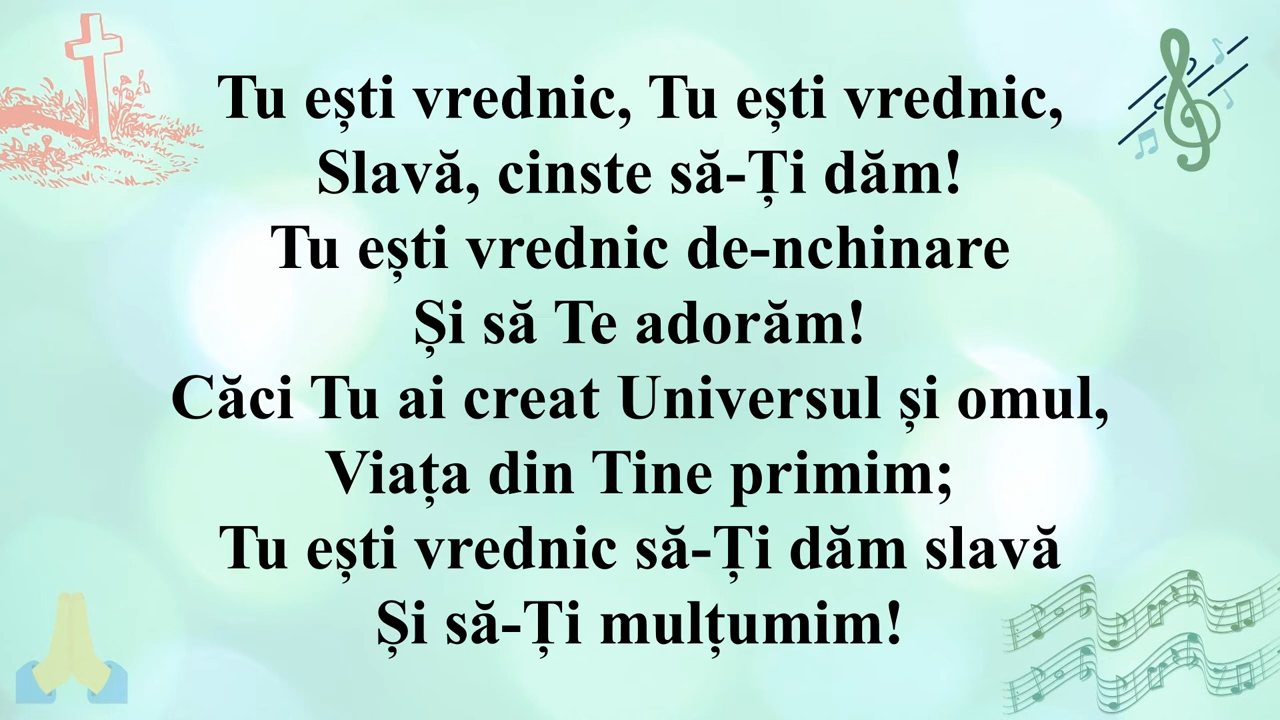 Tu ești vrednic, Tu ești vrednic,
Slavă, cinste să-Ți dăm!
Tu ești vrednic de-nchinare
Și să Te adorăm!
Căci Tu ai creat Universul și omul,
Viața din Tine primim;
Tu ești vrednic să-Ți dăm slavă
Și să-Ți mulțumim!